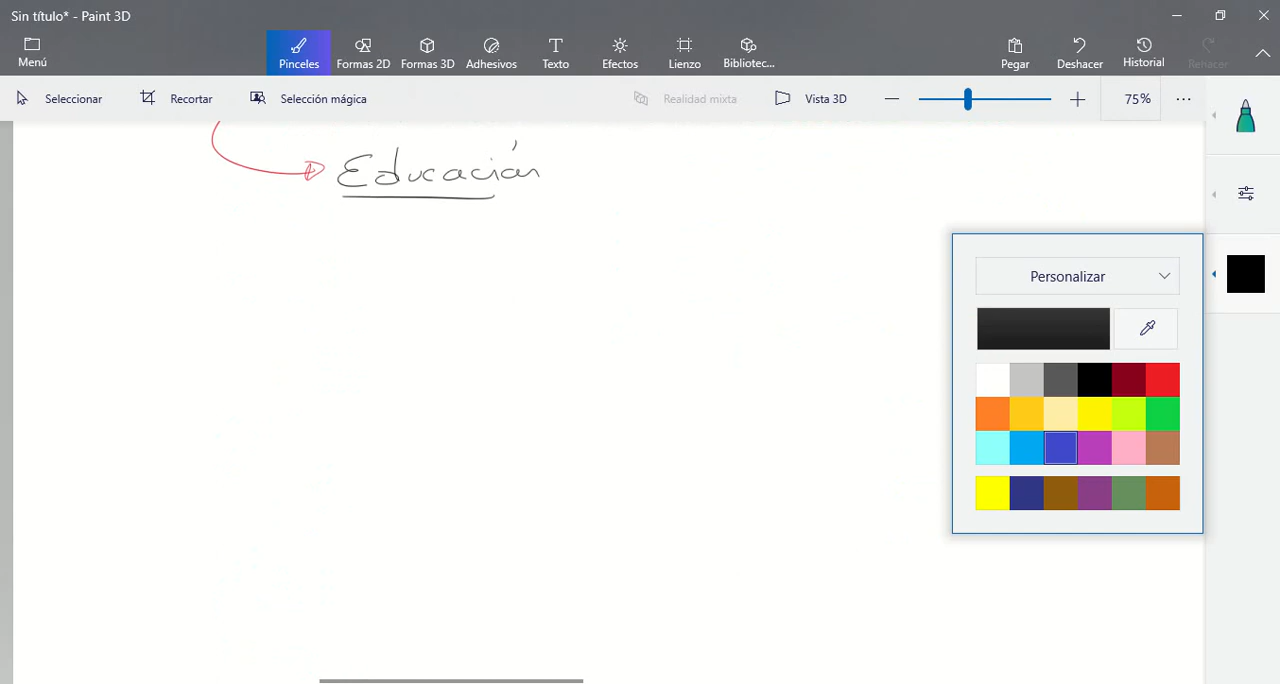 Sin título* - Paint 3D
Menú Pinceles Formas 2D Formas 3D Adhesivos Texto Efectos Lienzo Bibliotec... Pegar Deshacer Historial Rehacer
Seleccionar Recortar Selección mágica Realidad mixta Vista 3D 75%
Educación
Personalizar